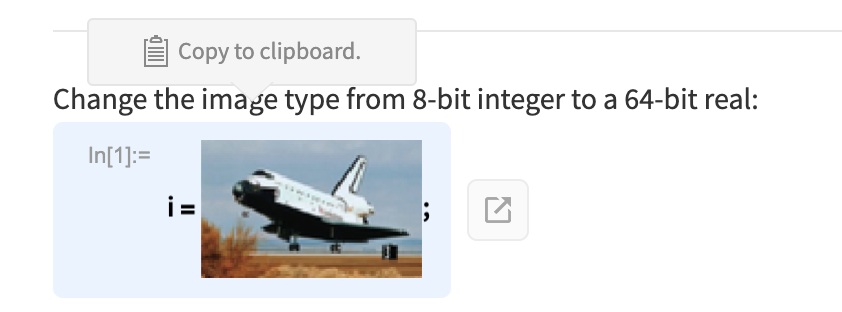 Copy to clipboard.
Change the image type from 8-bit integer to a 64-bit real:
In[1]:=
i = ;